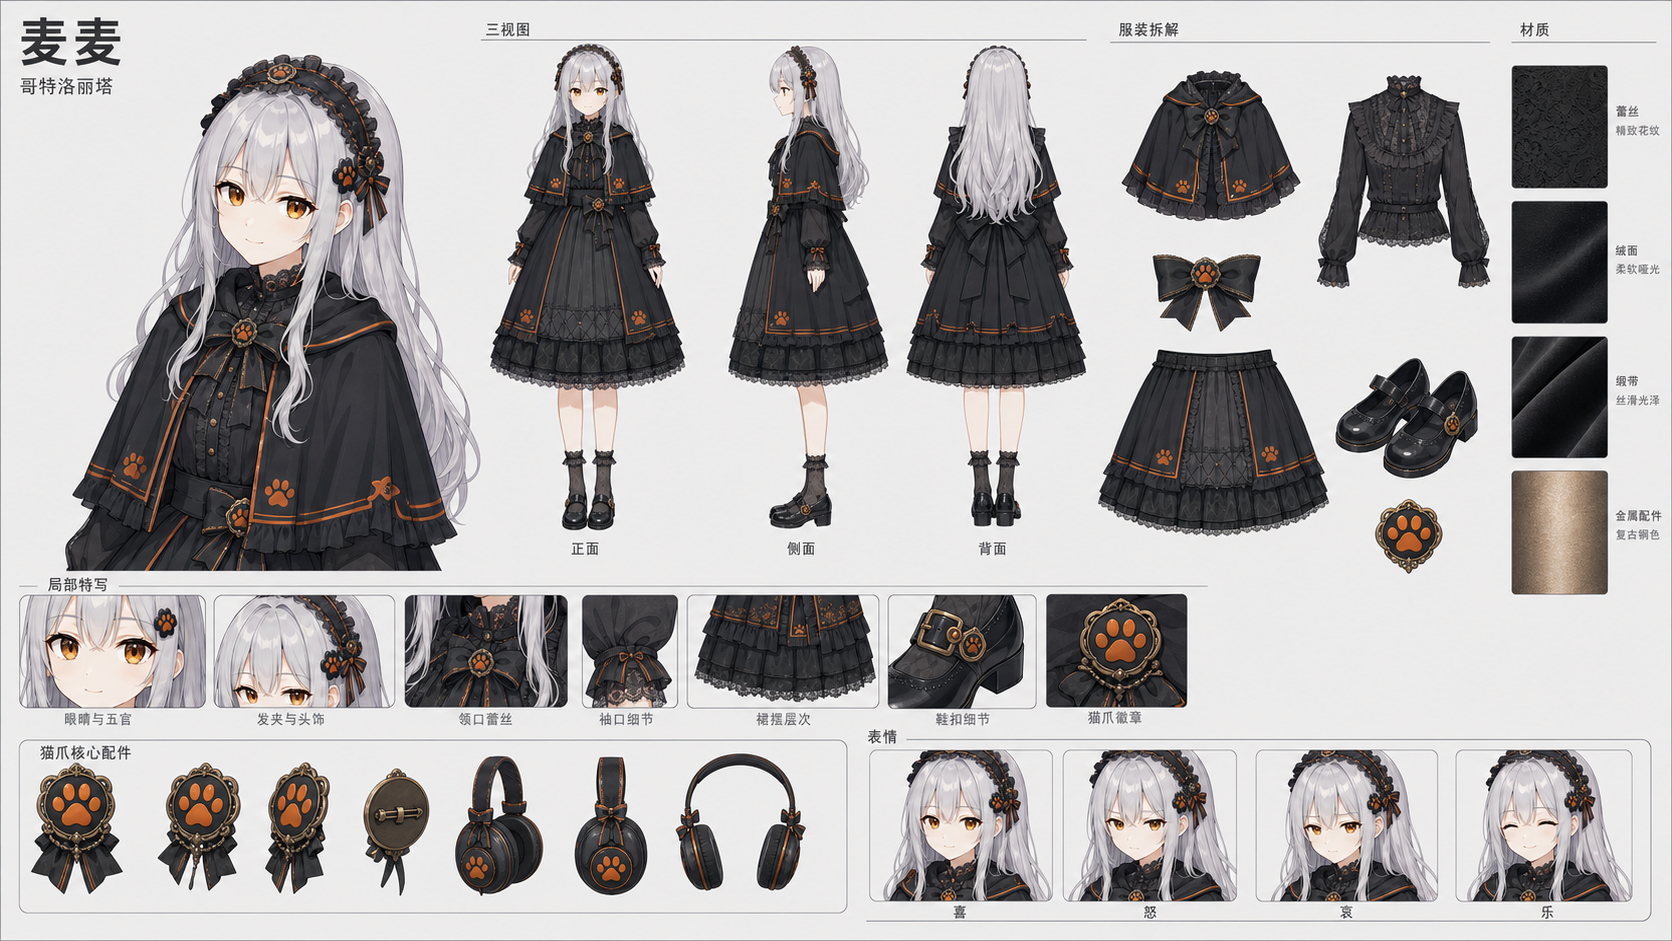 麦麦
哥特洛丽塔
三视图
正面
侧面
背面
服装拆解
材质
蕾丝
精致花纹
绒面
柔软哑光
缎带
丝滑光泽
金属配件
复古铜色
局部特写
眼睛与五官
发夹与头饰
领口蕾丝
袖口细节
裙摆层次
鞋扣细节
猫爪徽章
猫爪核心配件
表情
喜
怒
哀
乐